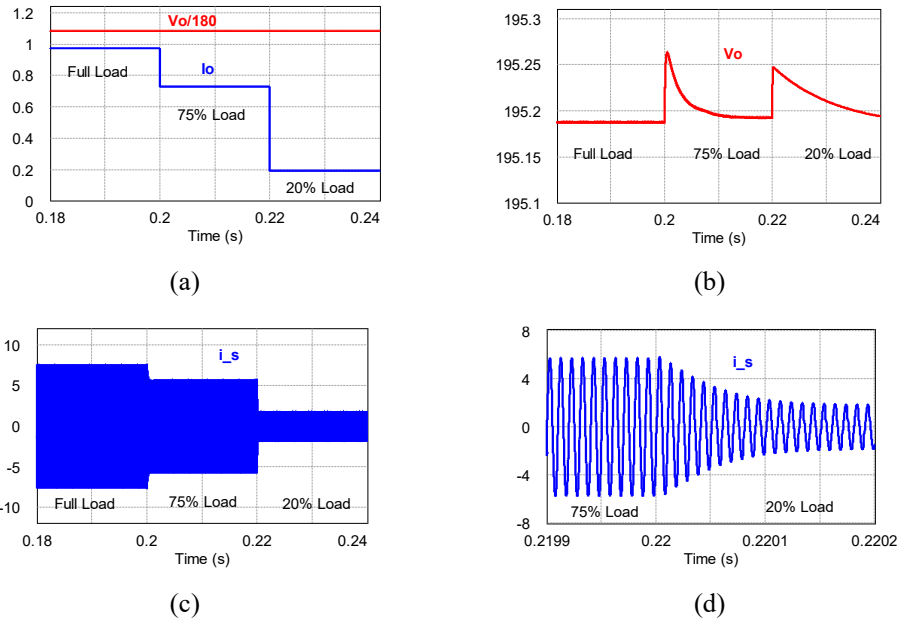 1.2
1
0.8
0.6
0.4
0.2
0
Vo/180
Io
Full Load
75% Load
20% Load
0.18
0.2
0.22
0.24
Time (s)
(a)
195.3
195.25
195.2
195.15
195.1
Vo
Full Load
75% Load
20% Load
0.18
0.2
0.22
0.24
Time (s)
(b)
10
5
0
-5
-10
i_s
Full Load
75% Load
20% Load
0.18
0.2
0.22
0.24
Time (s)
(c)
8
4
0
-4
-8
i_s
75% Load
20% Load
0.2199
0.22
0.2201
0.2202
Time (s)
(d)